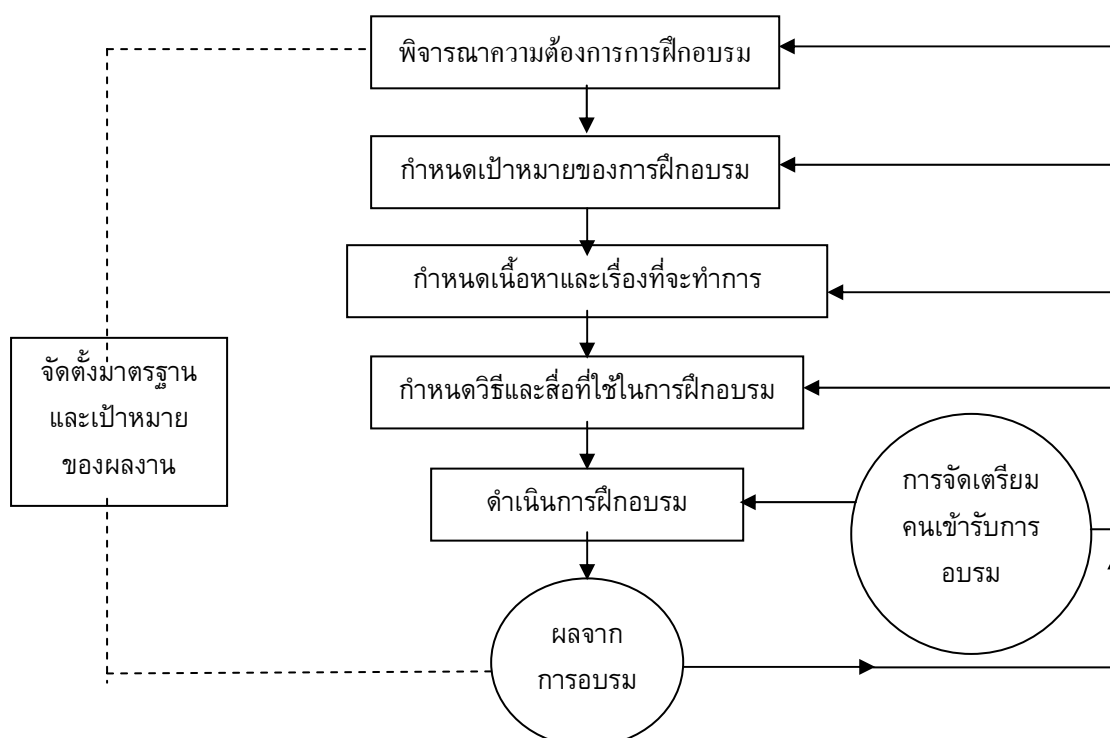 พิจารณาความต้องการการฝึกอบรม
กำหนดเป้าหมายของการฝึกอบรม
กำหนดเนื้อหาและเรื่องที่จะทำการ
กำหนดวิธีและสื่อที่ใช้ในการฝึกอบรม
ดำเนินการฝึกอบรม
ผลจาก
การอบรม
จัดตั้งมาตรฐาน
และเป้าหมาย
ของผลงาน
การจัดเตรียม
คนเข้ารับการ
อบรม